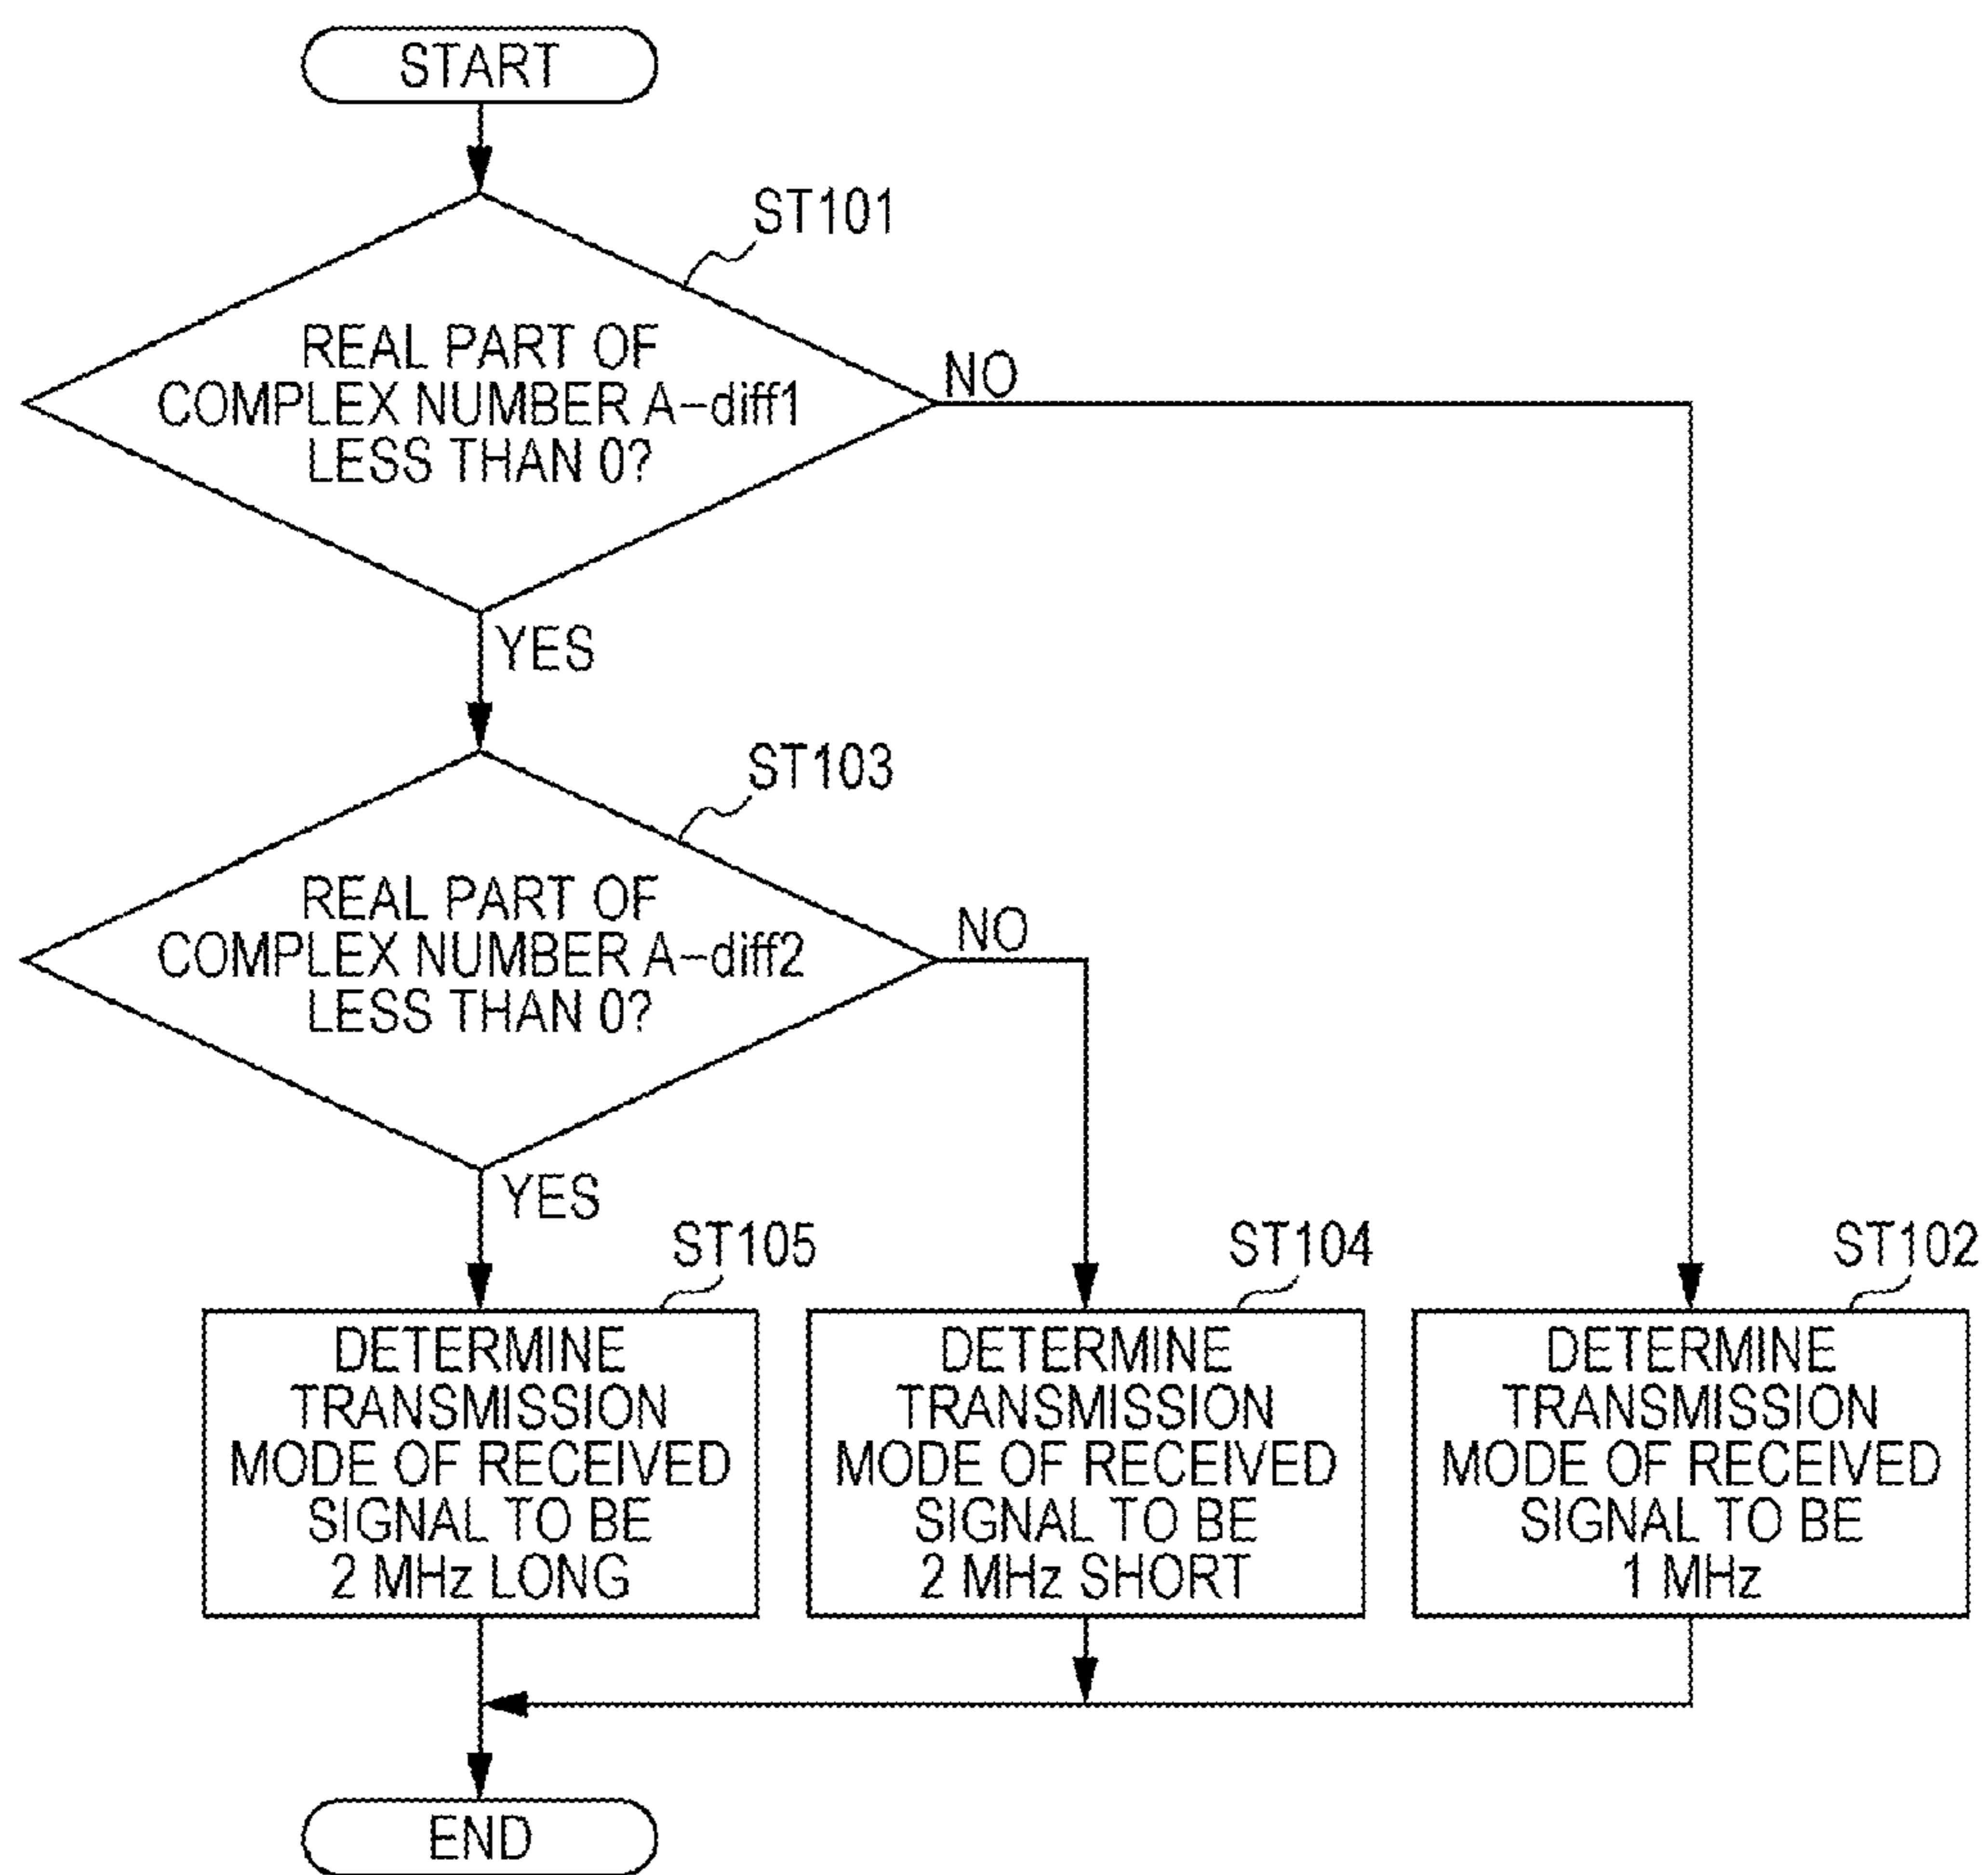 START
ST101
REAL PART OF
COMPLEX NUMBER A-diff1
LESS THAN 0?
NO
YES
ST103
REAL PART OF
COMPLEX NUMBER A-diff2
LESS THAN 0?
NO
YES
ST105
DETERMINE
TRANSMISSION
MODE OF RECEIVED
SIGNAL TO BE
2 MHz LONG
ST104
DETERMINE
TRANSMISSION
MODE OF RECEIVED
SIGNAL TO BE
2 MHz SHORT
ST102
DETERMINE
TRANSMISSION
MODE OF RECEIVED
SIGNAL TO BE
1 MHz
END